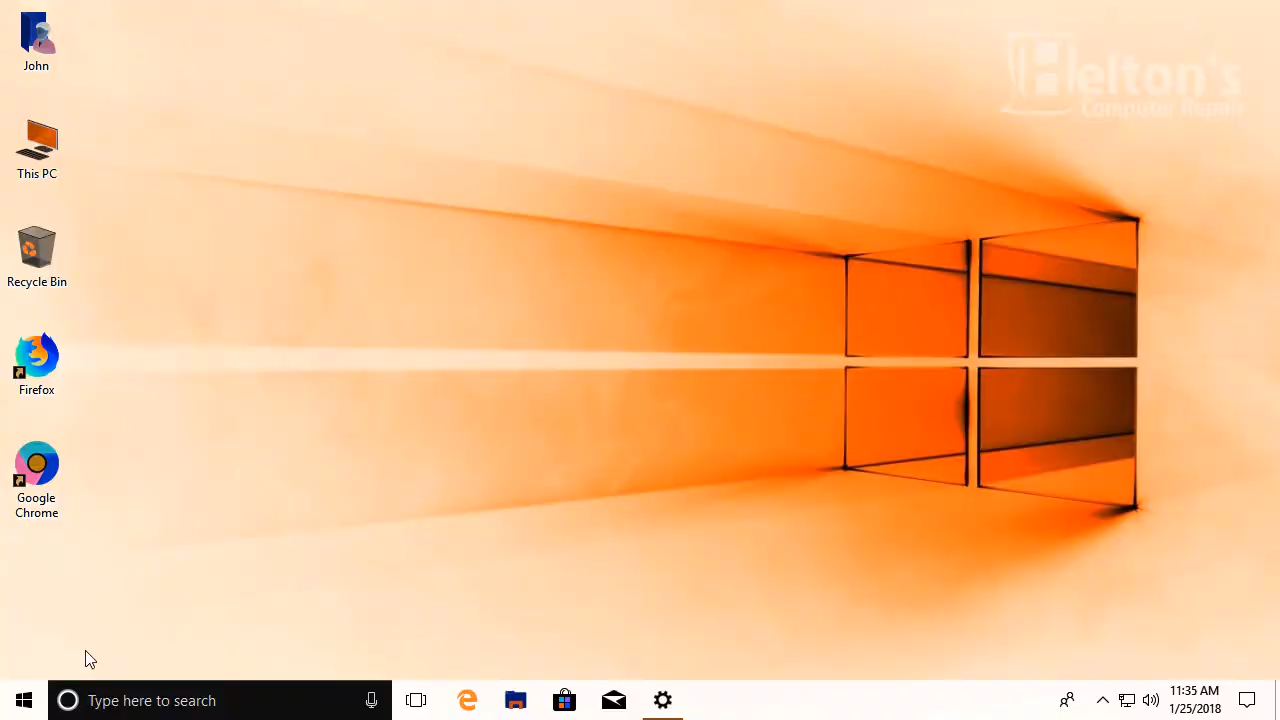 John
Helton's
Computer Repair
This PC
Recycle Bin
Firefox
Google
Chrome
Type here to search
11:35 AM
1/25/2018